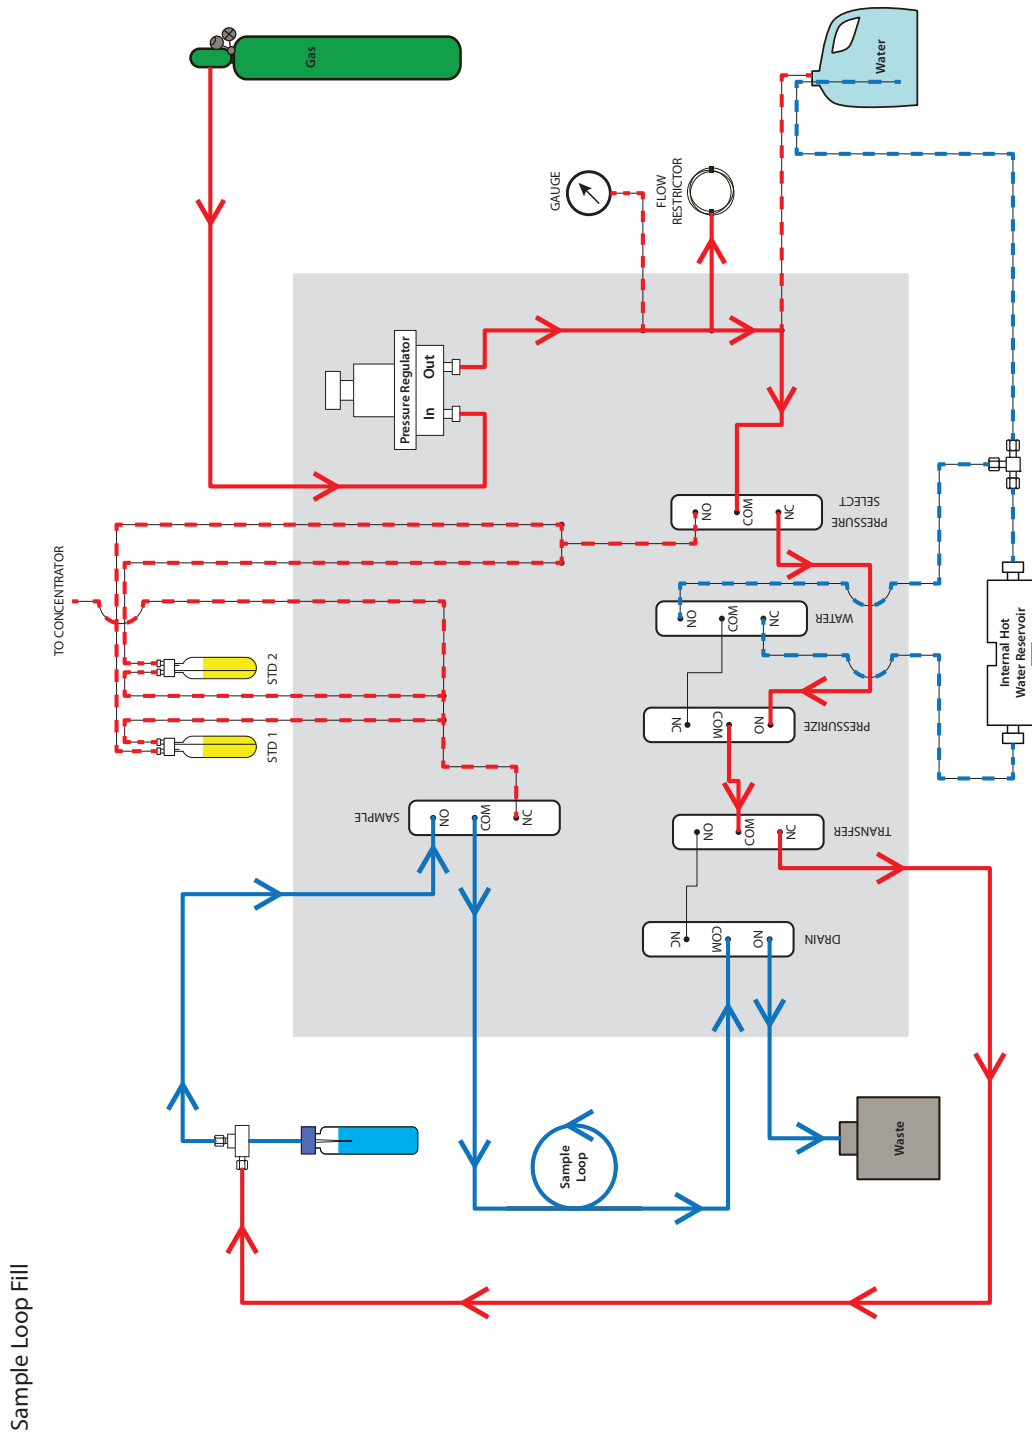 Sample Loop Fill
Gas
Water
GAUGE
FLOW
RESTRICTOR
Pressure Regulator
In
Out
TO CONCENTRATOR
STD 1
STD 2
SAMPLE
NO
COM
NC
PRESSURE
SELECT
NO
COM
NC
WATER
NO
COM
NC
PRESSURIZE
NC
COM
NO
TRANSFER
NO
COM
NC
DRAIN
NC
COM
NO
Sample
Loop
Waste
Internal Hot
Water Reservoir